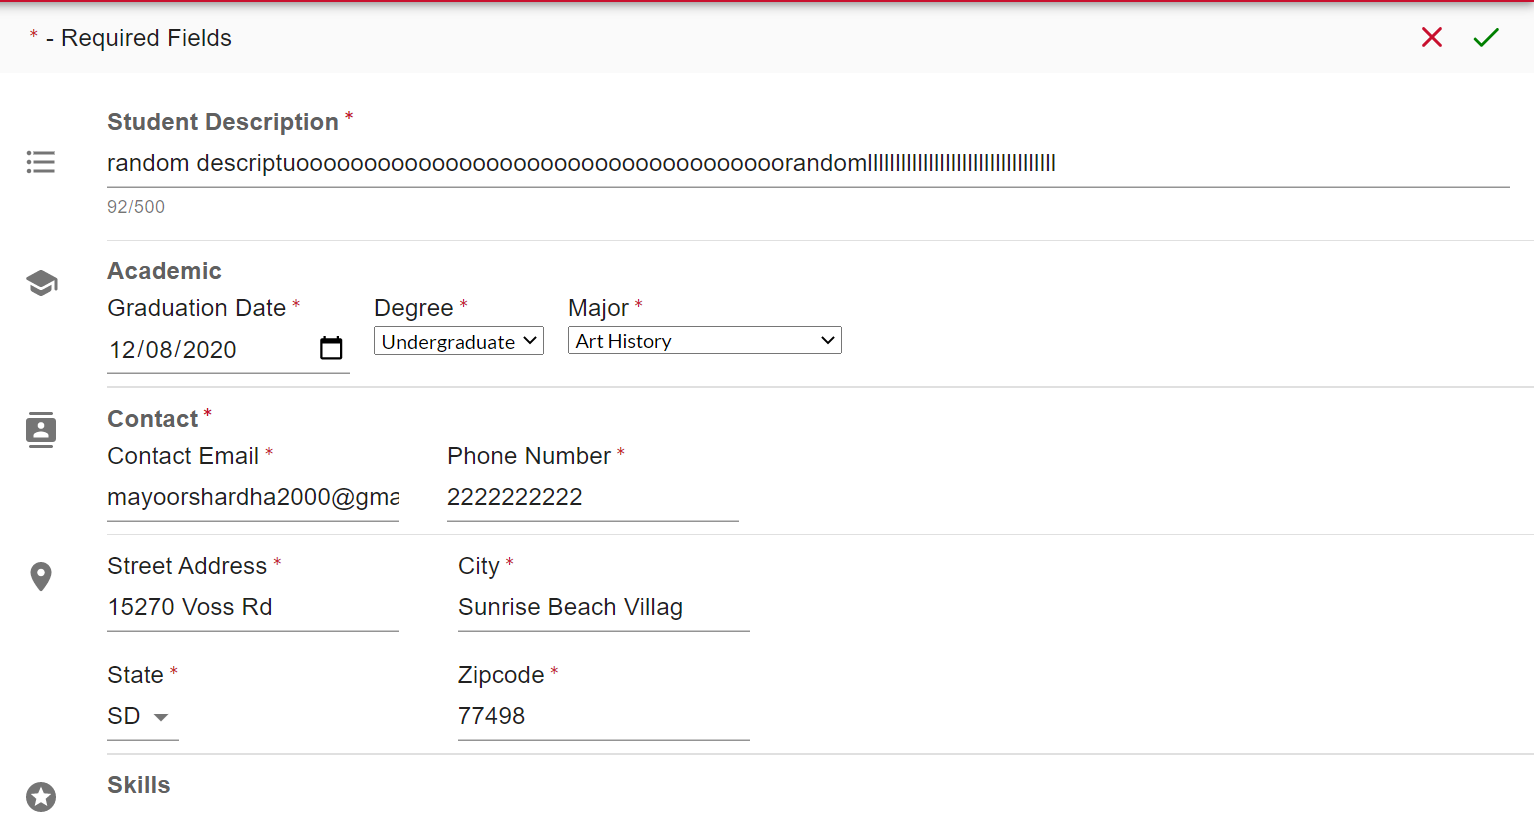 * - Required Fields
Student Description *
random descriptuoooooooooooooooooooooooooooooooooooorandomllllllllllllllllllllllllllllllllll
92/500
Academic
Graduation Date * Degree * Major *
12/08/2020 Undergraduate Art History
Contact *
Contact Email * Phone Number *
mayoorshardha2000@gma 2222222222
Street Address * City *
15270 Voss Rd Sunrise Beach Villag
State * Zipcode *
SD 77498
Skills